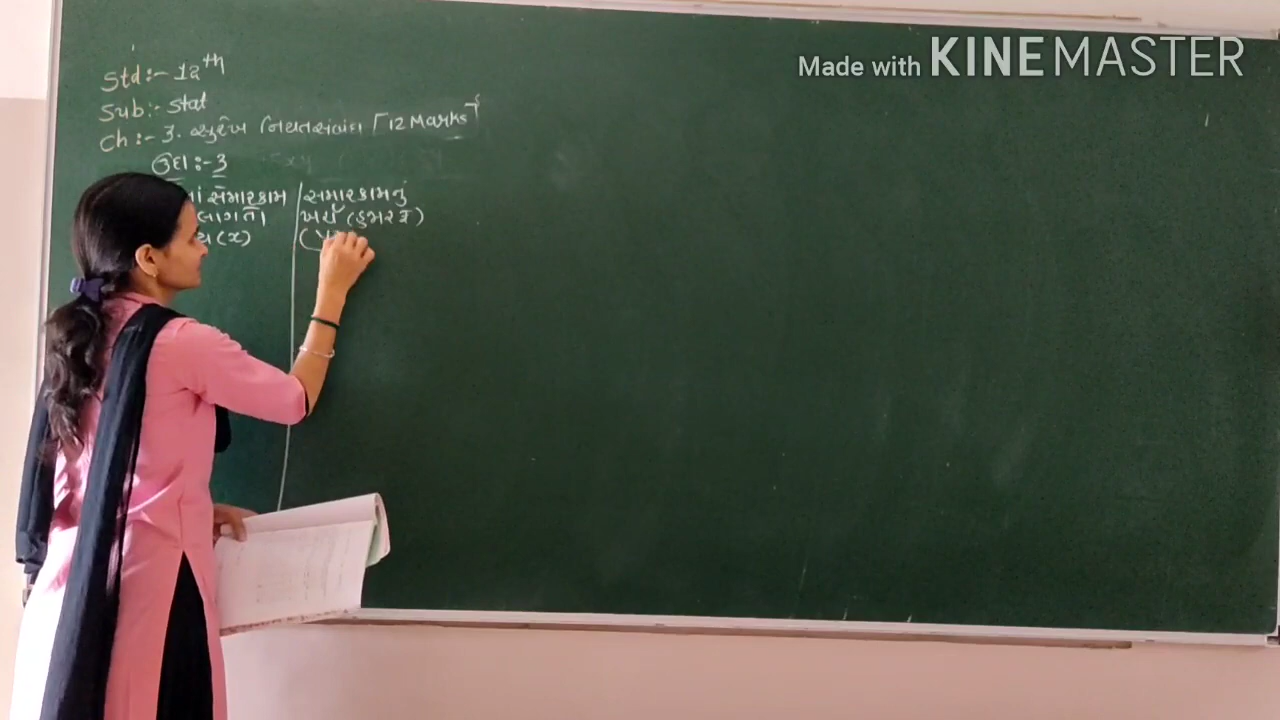 Made with KINEMASTER
Std :- 12th
Sub :- Stat
Ch :- 3. સુરેખ નિયતસંબંધ [12 Marks]
ઉદા :- 3
માં સમારકામ
લાગતો
(x)
સમારકામનું
ખર્ચ (હજાર રૂ)
(y